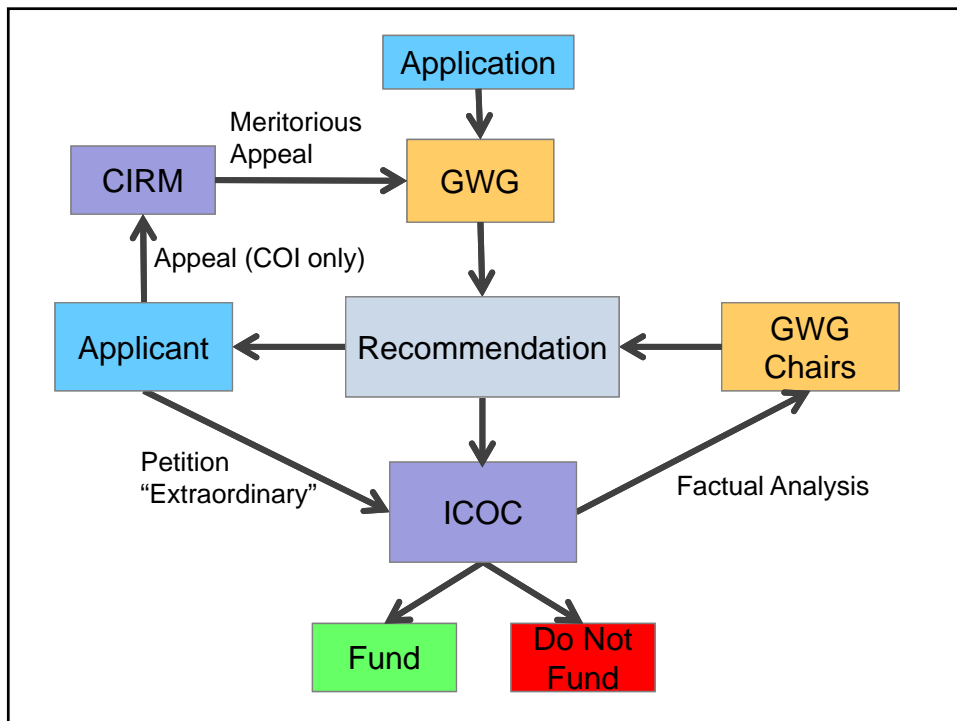 Application
Meritorious
Appeal
CIRM
GWG
Appeal (COI only)
Applicant
Recommendation
GWG
Chairs
Petition
“Extraordinary”
ICOC
Factual Analysis
Fund
Do Not
Fund